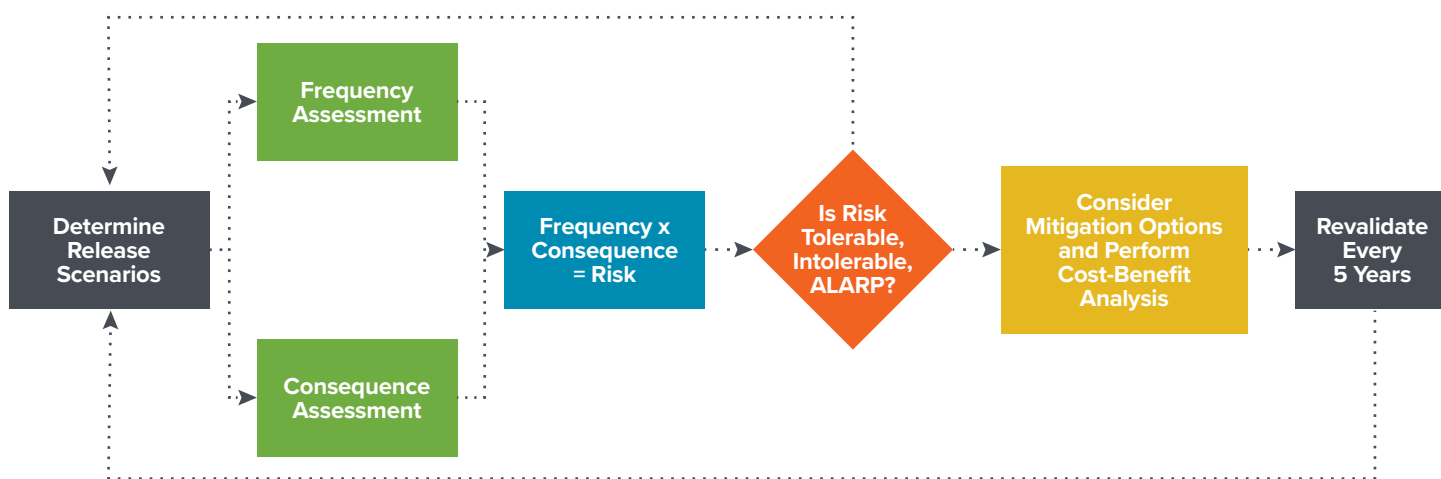 Determine
Release
Scenarios
Frequency
Assessment
Consequence
Assessment
Frequency x
Consequence
= Risk
Is Risk
Tolerable,
Intolerable,
ALARP?
Consider
Mitigation Options
and Perform
Cost-Benefit
Analysis
Revalidate
Every
5 Years